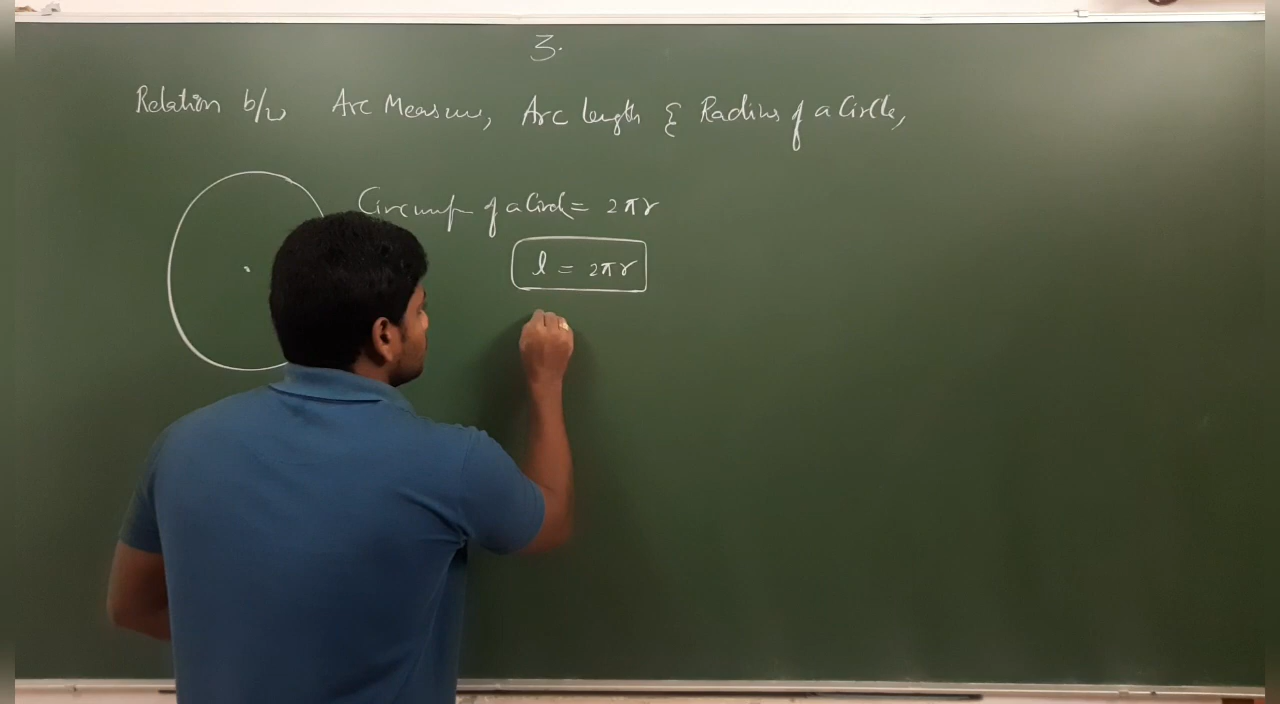 3.
Relation b/w Arc Measure, Arc length & Radius of a Circle,
Circumf of a Circle = 2πr
l = 2πr